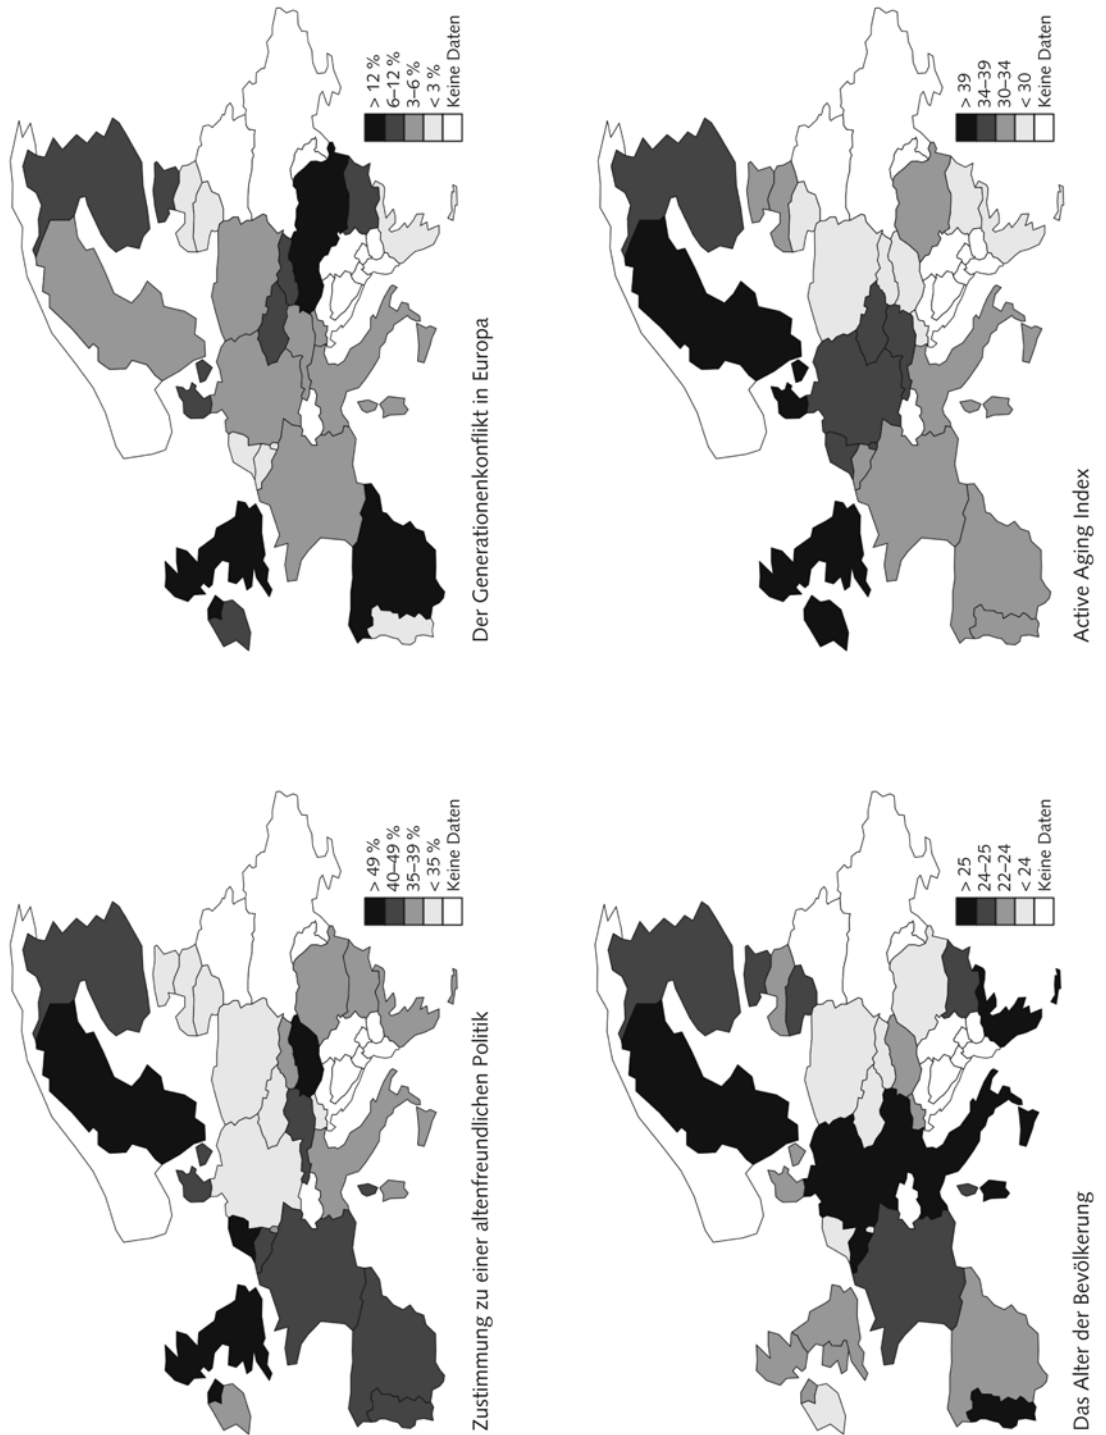 > 49 %
40–49 %
35–39 %
< 35 %
Keine Daten
Zustimmung zu einer altenfreundlichen Politik
> 12 %
6–12 %
3–6 %
< 3 %
Keine Daten
Der Generationenkonflikt in Europa
> 25
24–25
22–24
< 24
Keine Daten
Das Alter der Bevölkerung
> 39
34–39
30–34
< 30
Keine Daten
Active Aging Index